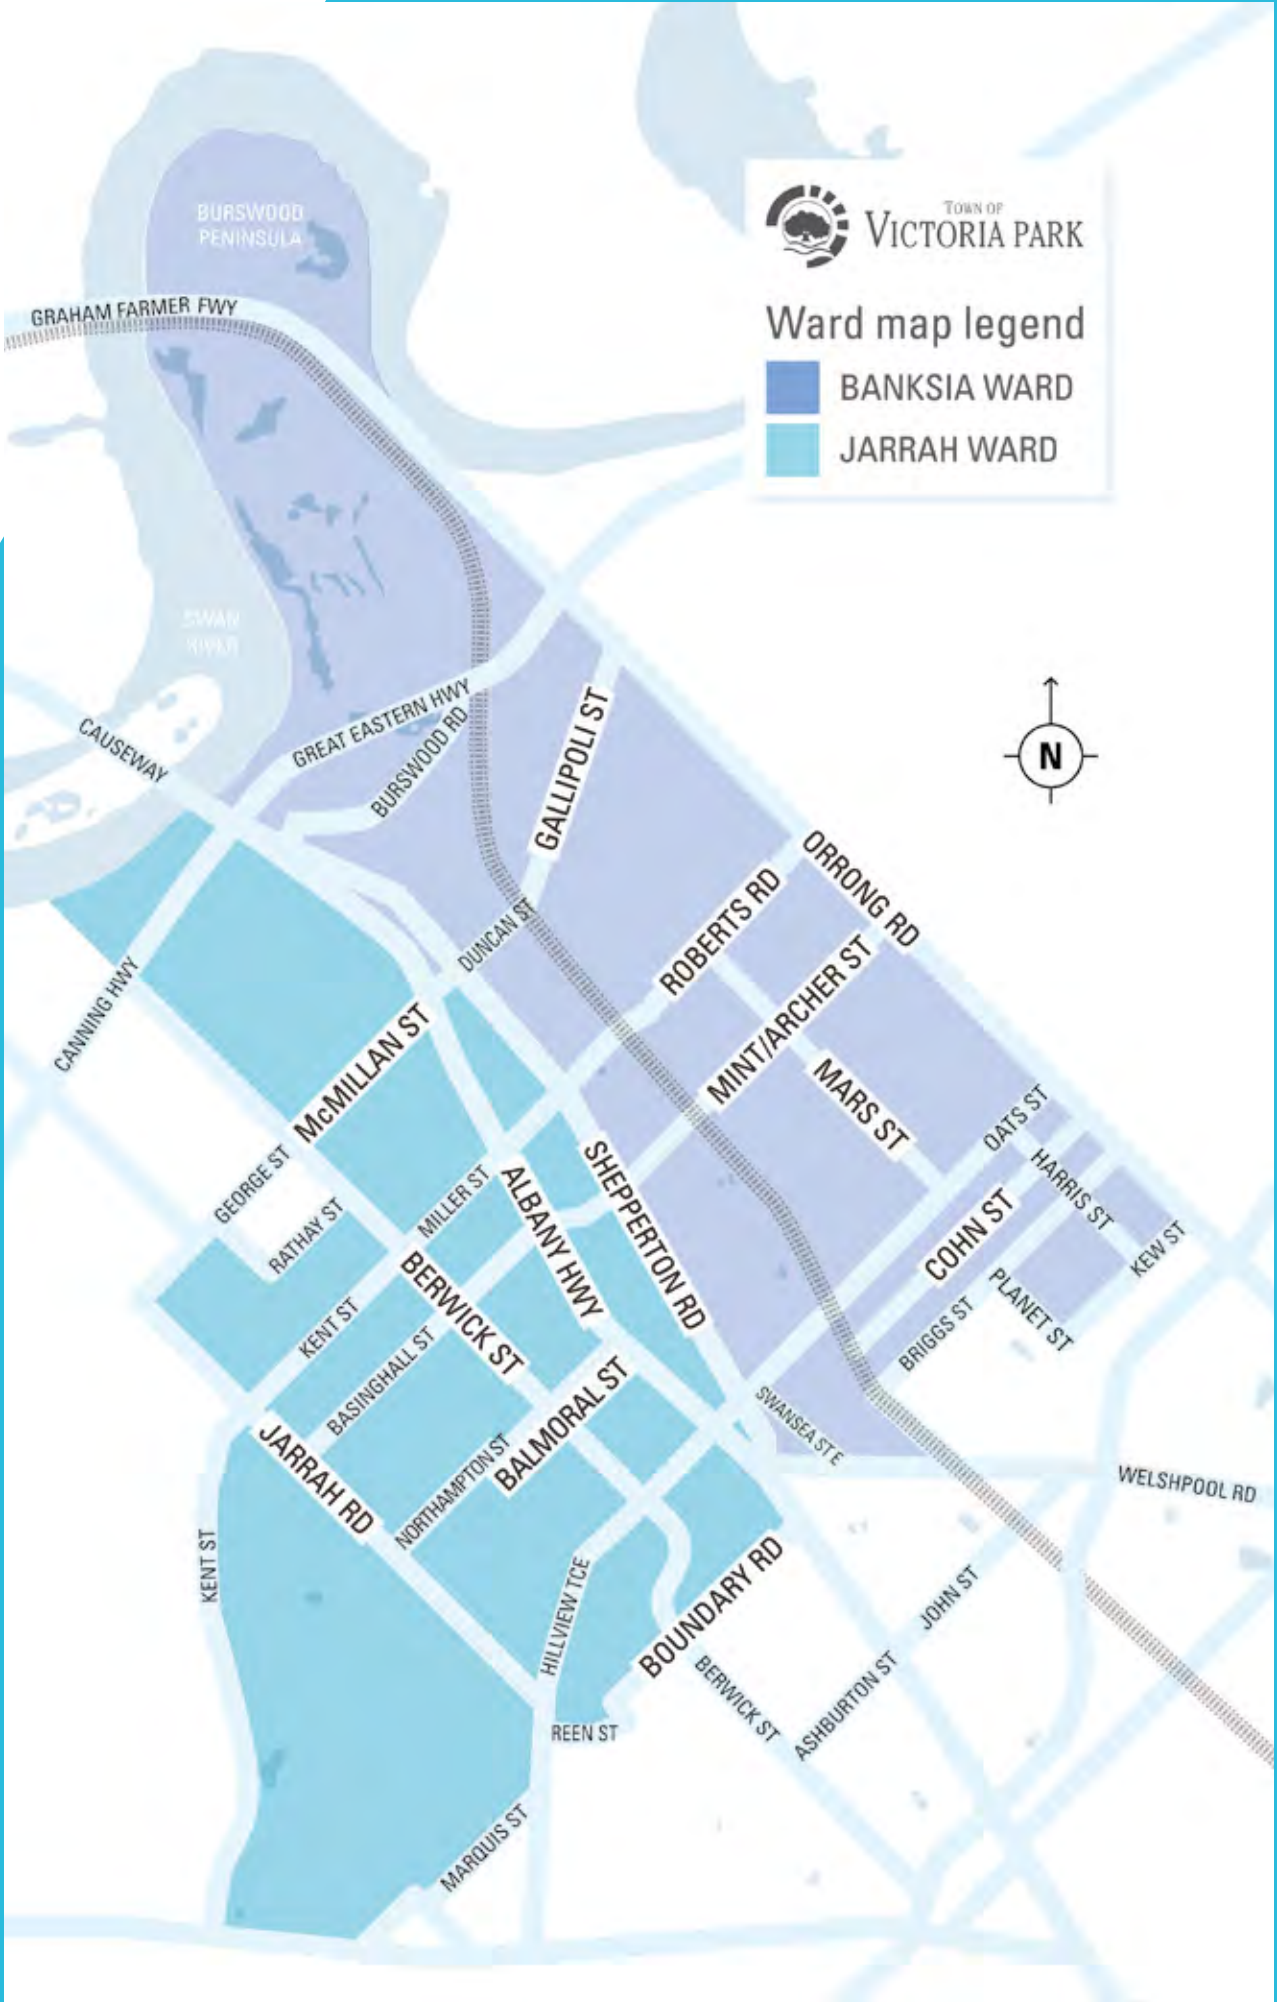 BURSWOOD
PENINSULA
TOWN OF
VICTORIA PARK
GRAHAM FARMER FWY
Ward map legend
BANKSIA WARD
JARRAH WARD
SWAN
RIVER
CAUSEWAY
GREAT EASTERN HWY
BURSWOOD RD
GALLIPOLI ST
N
ORRONG RD
ROBERTS RD
DUNCAN ST
MINT/ARCHER ST
CANNING HWY
McMILLAN ST
MARS ST
OATS ST
HARRIS ST
GEORGE ST
RATHAY ST
MILLER ST
ALBANY HWY
SHEPPERTON RD
COHN ST
KEW ST
PLANET ST
BRIGGS ST
KENT ST
BERWICK ST
BASINGHALL ST
BALMORAL ST
NORTHAMPTON ST
SWANSEA ST E
JARRAH RD
WELSHPOOL RD
KENT ST
HILLVIEW TCE
BOUNDARY RD
JOHN ST
BERWICK ST
ASHBURTON ST
REEN ST
MARQUIS ST